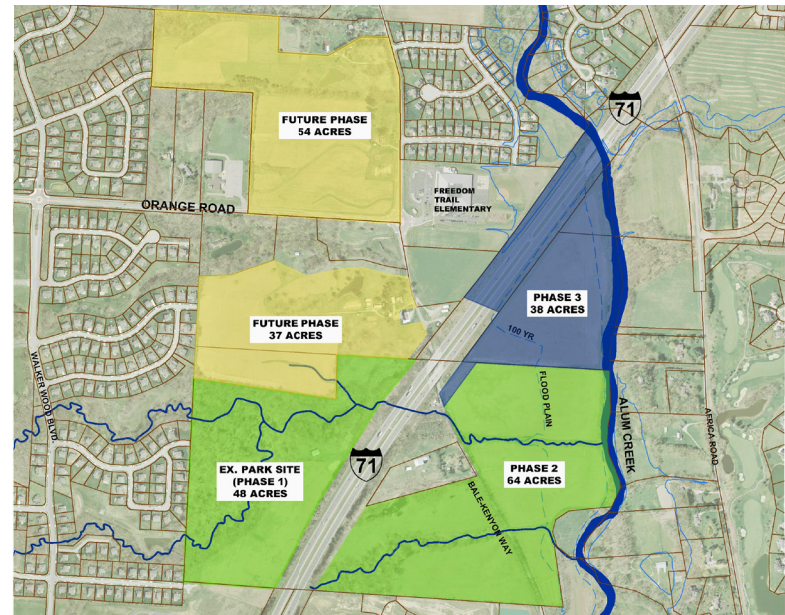 71
FUTURE PHASE
54 ACRES
FREEDOM
TRAIL
ELEMENTARY
ORANGE ROAD
PHASE 3
38 ACRES
FUTURE PHASE
37 ACRES
100 YR
FLOOD PLAIN
WALKER WOOD BLVD.
ALUM CREEK
AFRICA ROAD
EX. PARK SITE
(PHASE 1)
48 ACRES
71
PHASE 2
64 ACRES
BALE-KENYON WAY